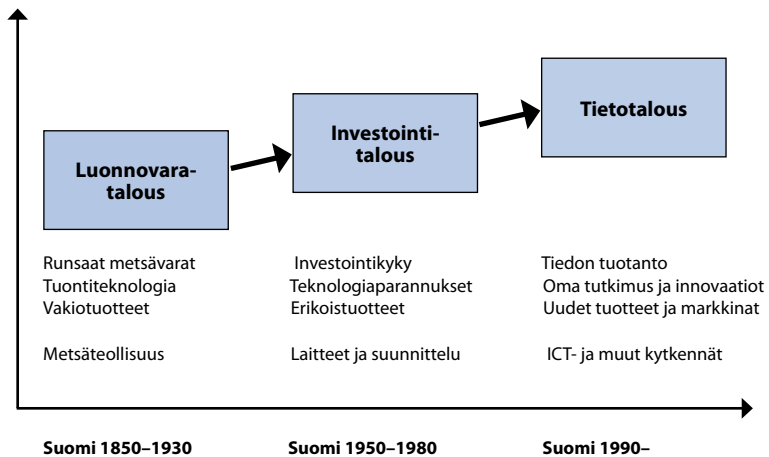 Luonnovara-
talous
Investointi-
talous
Tietotalous
Runsaat metsävarat
Tuontiteknologia
Vakiotuotteet
Metsäteollisuus
Investointikyky
Teknologiaparannukset
Erikoistuotteet
Laitteet ja suunnittelu
Tiedon tuotanto
Oma tutkimus ja innovaatiot
Uudet tuotteet ja markkinat
ICT- ja muut kytkennät
Suomi 1850–1930
Suomi 1950–1980
Suomi 1990–